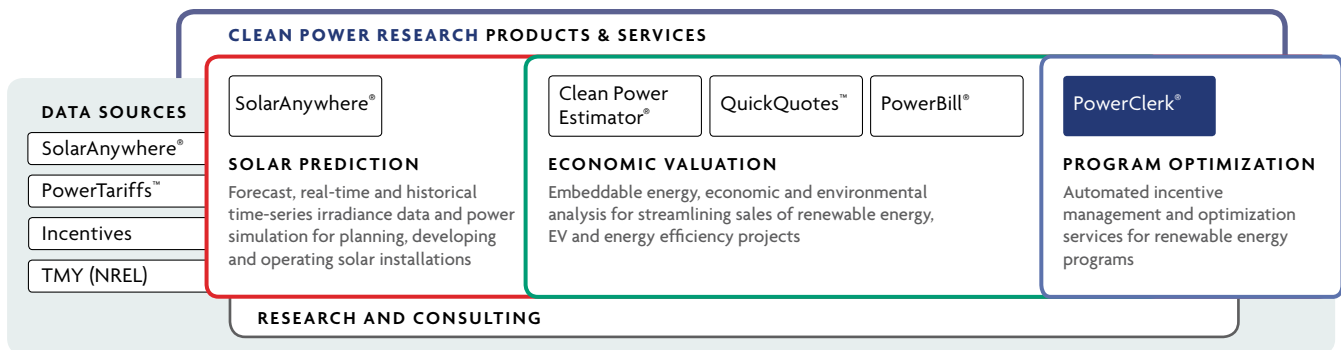 CLEAN POWER RESEARCH PRODUCTS & SERVICES
DATA SOURCES
SolarAnywhere®
PowerTariffs™
Incentives
TMY (NREL)
SolarAnywhere®
SOLAR PREDICTION
Forecast, real-time and historical
time-series irradiance data and power
simulation for planning, developing
and operating solar installations
Clean Power
Estimator®
QuickQuotes™
PowerBill®
ECONOMIC VALUATION
Embeddable energy, economic and environmental
analysis for streamlining sales of renewable energy,
EV and energy efficiency projects
PowerClerk®
PROGRAM OPTIMIZATION
Automated incentive
management and optimization
services for renewable energy
programs
RESEARCH AND CONSULTING